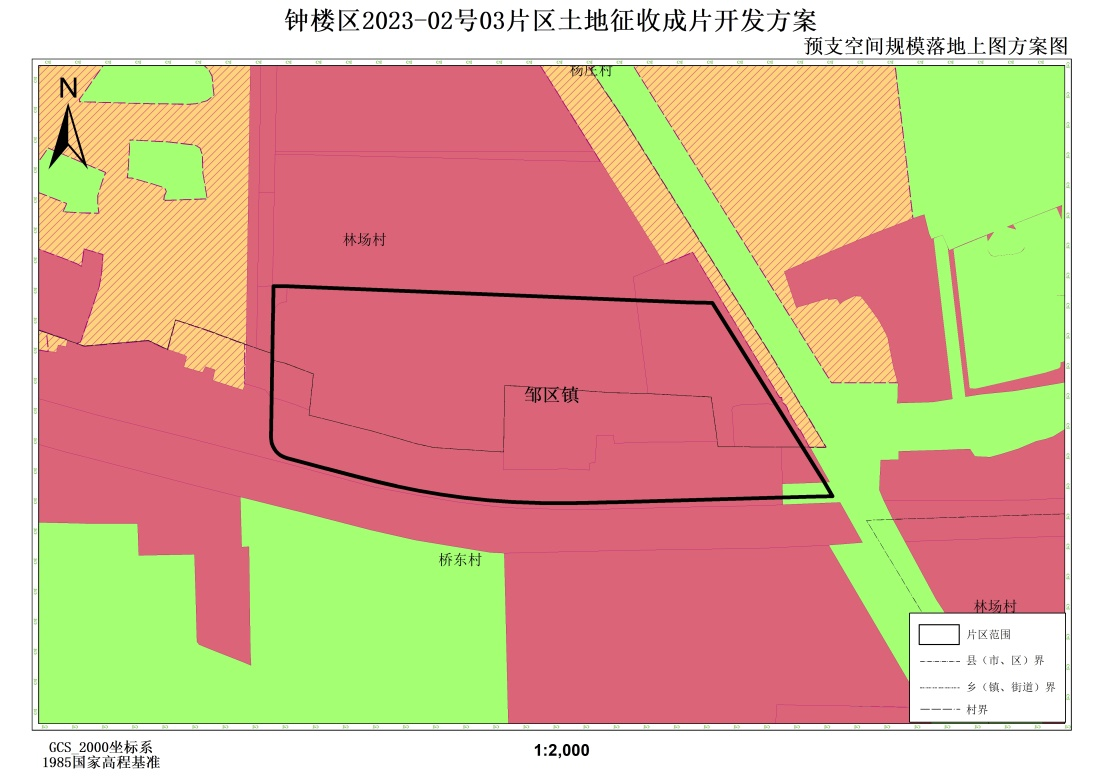 钟楼区2023-02号03片区土地征收成片开发方案
预支空间规模落地上图方案图
杨庄村
N
林场村
邹区镇
桥东村
林场村
片区范围
县（市、区）界
乡（镇、街道）界
村界
GCS_2000坐标系
1985国家高程基准
1:2,000